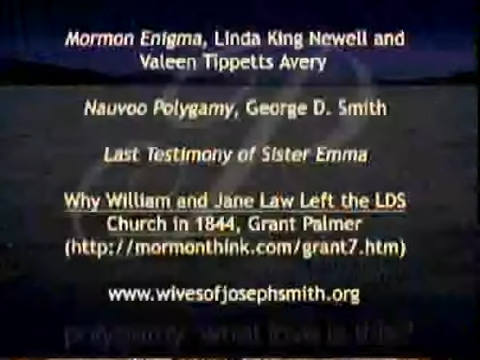 Mormon Enigma, Linda King Newell and
Valeen Tippetts Avery
Nauvoo Polygamy, George D. Smith
Last Testimony of Sister Emma
Why William and Jane Law Left the LDS
Church in 1844, Grant Palmer
(http://mormonthink.com/grant7.htm)
www.wivesofjosephsmith.org
polygamy: what love is this?